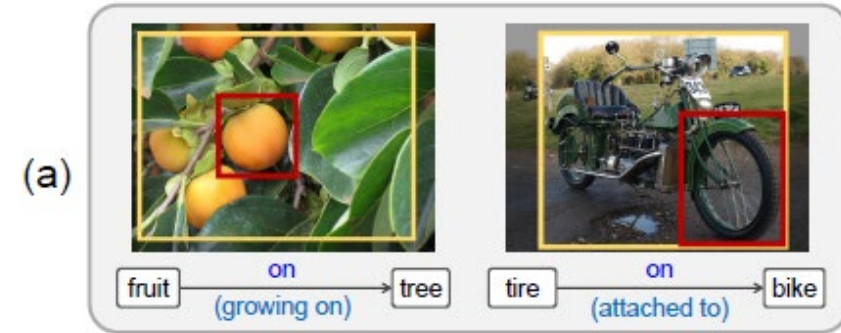 (a)
fruit on tree
(growing on)
tire on bike
(attached to)